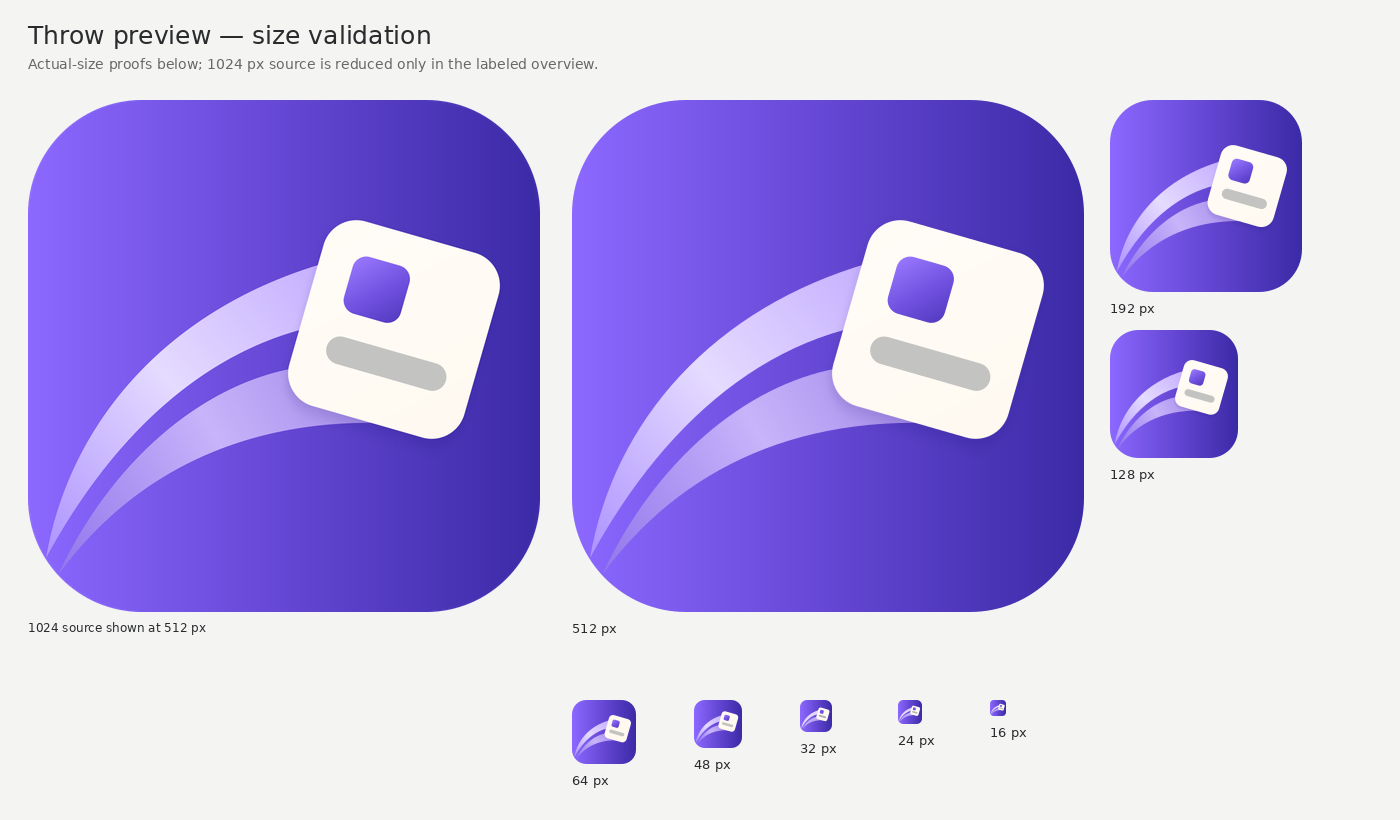 Throw preview — size validation
Actual-size proofs below; 1024 px source is reduced only in the labeled overview.
192 px
128 px
1024 source shown at 512 px
512 px
64 px
48 px
32 px
24 px
16 px